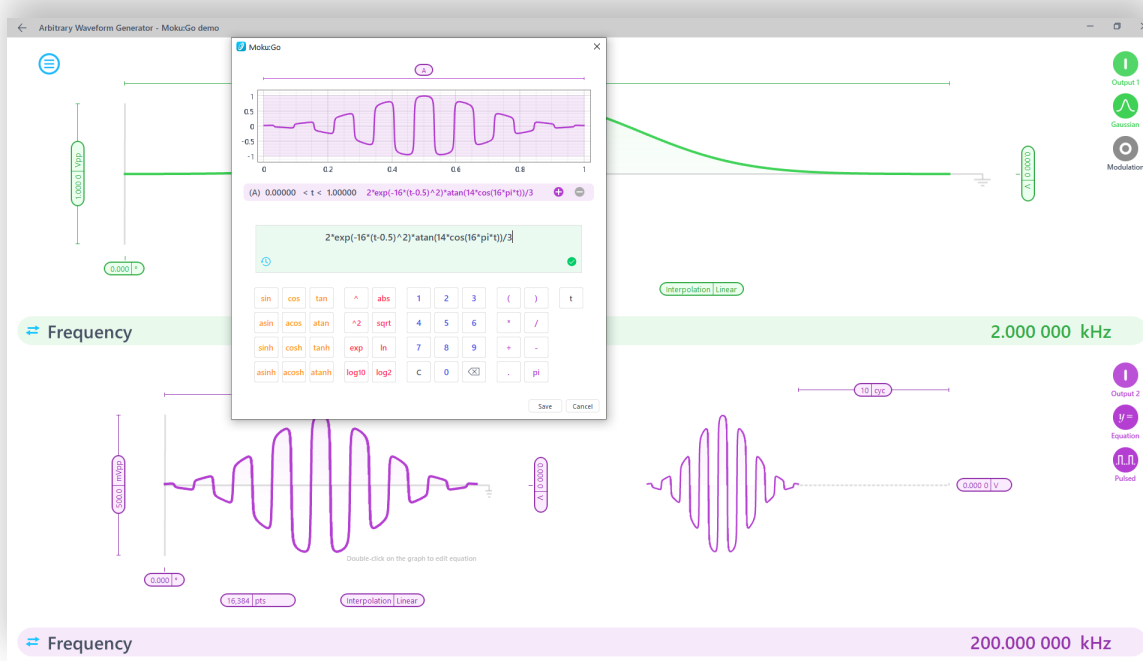 Arbitrary Waveform Generator - Moku:Go demo
Moku:Go
A
1
0.5
0
-0.5
-1
0 0.2 0.4 0.6 0.8 1
(A) 0.00000 < t < 1.00000 2*exp(-16*(t-0.5)^2)*atan(14*cos(16*pi*t))/3
2*exp(-16*(t-0.5)^2)*atan(14*cos(16*pi*t))/3
sin cos tan ^ abs 1 2 3 ( ) t
asin acos atan ^2 sqrt 4 5 6 * /
sinh cosh tanh exp ln 7 8 9 + -
asinh acosh atanh log10 log2 C 0 . pi
Save Cancel
1.000 0 Vpp
0.000 °
0.000 0 V
Interpolation Linear
Output 1
Gaussian
Modulation
Frequency 2.000 000 kHz
500.0 mVpp
0.000 0 V
10 cyc
0.000 0 V
Output 2
y =
Equation
Pulsed
Double-click on the graph to edit equation
0.000 °
16,384 pts
Interpolation Linear
Frequency 200.000 000 kHz